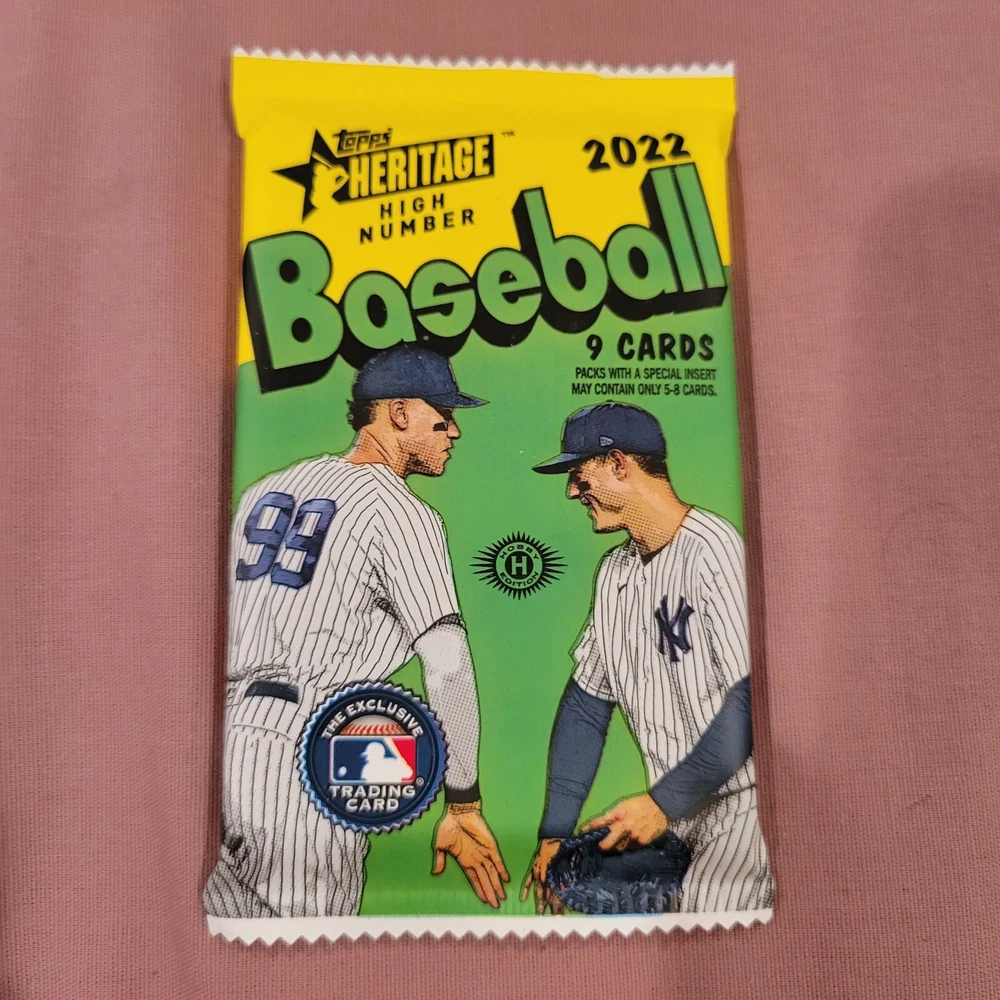 topps
HERITAGE™
HIGH
NUMBER
2022
Baseball
9 CARDS
PACKS WITH A SPECIAL INSERT
MAY CONTAIN ONLY 5-8 CARDS.
99
HOBBY
H
EDITION
NY
THE EXCLUSIVE
®
TRADING
CARD